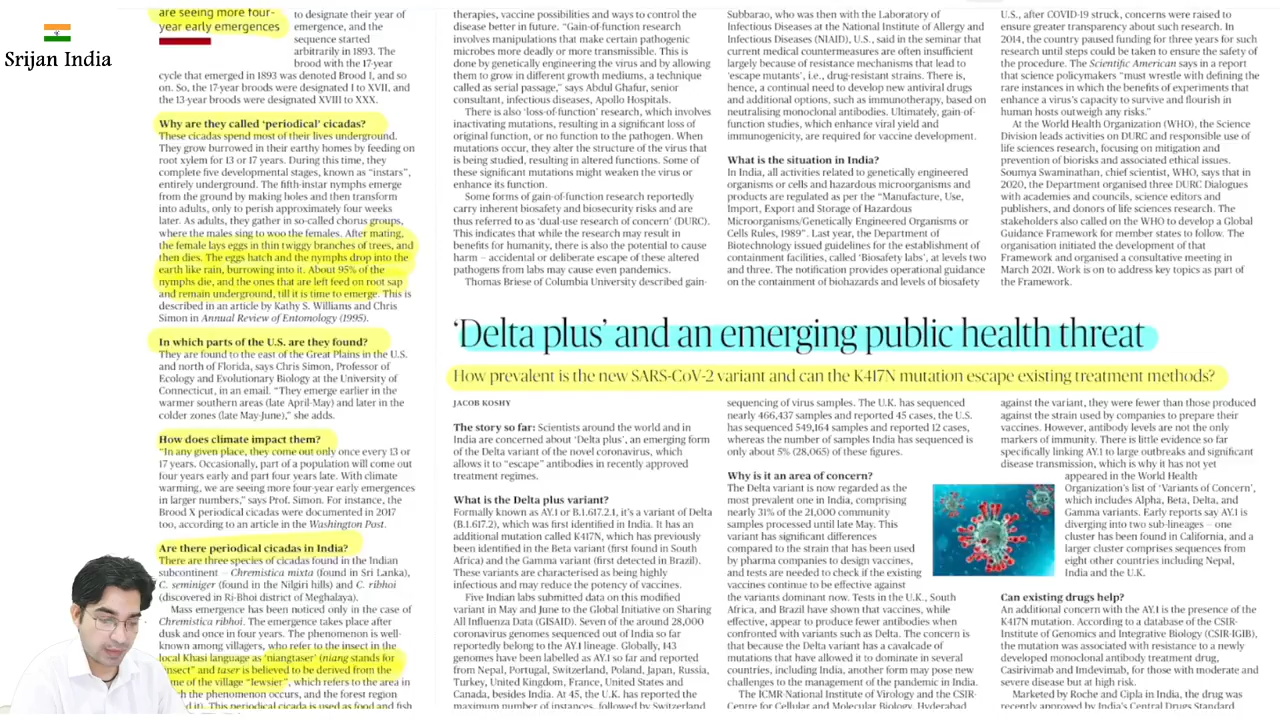 Srijan India
are seeing more four-
year early emergences
to designate their year of
emergence, and the
sequence started
arbitrarily in 1893. The
brood with the 17-year
cycle that emerged in 1893 was denoted Brood I, and so
on. So, the 17-year broods were designated I to XVII, and
the 13-year broods were designated XVIII to XXX.
Why are they called ‘periodical’ cicadas?
These cicadas spend most of their lives underground.
They grow burrowed in their earthy homes by feeding on
root xylem for 13 or 17 years. During this time, they
complete five developmental stages, known as “instars”,
entirely underground. The fifth-instar nymphs emerge
from the ground by making holes and then transform
into adults, only to perish approximately four weeks
later. As adults, they gather in so-called chorus groups,
where the males sing to woo the females. After mating,
the female lays eggs in thin twiggy branches of trees, and
then dies. The eggs hatch and the nymphs drop into the
earth like rain, burrowing into it. About 95% of the
nymphs die, and the ones that are left feed on root sap
and remain underground, till it is time to emerge. This is
described in an article by Kathy S. Williams and Chris
Simon in Annual Review of Entomology (1995).
In which parts of the U.S. are they found?
They are found to the east of the Great Plains in the U.S.
and north of Florida, says Chris Simon, Professor of
Ecology and Evolutionary Biology at the University of
Connecticut, in an email. “They emerge earlier in the
warmer southern areas (late April-May) and later in the
colder zones (late May-June),” she adds.
How does climate impact them?
“In any given place, they come out only once every 13 or
17 years. Occasionally, part of a population will come out
four years early and part four years late. With climate
warming, we are seeing more four-year early emergences
in larger numbers,” says Prof. Simon. For instance, the
Brood X periodical cicadas were documented in 2017
too, according to an article in the Washington Post.
Are there periodical cicadas in India?
There are three species of cicadas found in the Indian
subcontinent – Chremistica mixta (found in Sri Lanka),
C. seminiger (found in the Nilgiri hills) and C. ribhoi
(discovered in Ri-Bhoi district of Meghalaya).
Mass emergence has been noticed only in the case of
Chremistica ribhoi. The emergence takes place after
dusk and once in four years. The phenomenon is well-
known among villagers, who refer to the insect in the
local Khasi language as ‘niangtaser’ (niang stands for
“insect” and taser is believed to be derived from the
me of the village “Iewsier”, which refers to the area in
h the phenomenon occurs, and the forest region
d it). This periodical cicada is used as food and fish
therapies, vaccine possibilities and ways to control the
disease better in future. “Gain-of-function research
involves manipulations that make certain pathogenic
microbes more deadly or more transmissible. This is
done by genetically engineering the virus and by allowing
them to grow in different growth mediums, a technique
called as serial passage,” says Abdul Ghafur, senior
consultant, infectious diseases, Apollo Hospitals.
There is also ‘loss-of-function’ research, which involves
inactivating mutations, resulting in a significant loss of
original function, or no function to the pathogen. When
mutations occur, they alter the structure of the virus that
is being studied, resulting in altered functions. Some of
these significant mutations might weaken the virus or
enhance its function.
Some forms of gain-of-function research reportedly
carry inherent biosafety and biosecurity risks and are
thus referred to as ‘dual-use research of concern’ (DURC).
This indicates that while the research may result in
benefits for humanity, there is also the potential to cause
harm – accidental or deliberate escape of these altered
pathogens from labs may cause even pandemics.
Thomas Briese of Columbia University described gain-
Subbarao, who was then with the Laboratory of
Infectious Diseases at the National Institute of Allergy and
Infectious Diseases (NIAID), U.S., said in the seminar that
current medical countermeasures are often insufficient
largely because of resistance mechanisms that lead to
‘escape mutants’, i.e., drug-resistant strains. There is,
hence, a continual need to develop new antiviral drugs
and additional options, such as immunotherapy, based on
neutralising monoclonal antibodies. Ultimately, gain-of-
function studies, which enhance viral yield and
immunogenicity, are required for vaccine development.
What is the situation in India?
In India, all activities related to genetically engineered
organisms or cells and hazardous microorganisms and
products are regulated as per the “Manufacture, Use,
Import, Export and Storage of Hazardous
Microorganisms/Genetically Engineered Organisms or
Cells Rules, 1989”. Last year, the Department of
Biotechnology issued guidelines for the establishment of
containment facilities, called ‘Biosafety labs’, at levels two
and three. The notification provides operational guidance
on the containment of biohazards and levels of biosafety
U.S., after COVID-19 struck, concerns were raised to
ensure greater transparency about such research. In
2014, the country paused funding for three years for such
research until steps could be taken to ensure the safety of
the procedure. The Scientific American says in a report
that science policymakers “must wrestle with defining the
rare instances in which the benefits of experiments that
enhance a virus’s capacity to survive and flourish in
human hosts outweigh any risks.”
At the World Health Organization (WHO), the Science
Division leads activities on DURC and responsible use of
life sciences research, focusing on mitigation and
prevention of biorisks and associated ethical issues.
Soumya Swaminathan, chief scientist, WHO, says that in
2020, the Department organised three DURC Dialogues
with academies and councils, science editors and
publishers, and donors of life sciences research. The
stakeholders also called on the WHO to develop a Global
Guidance Framework for member states to follow. The
organisation initiated the development of that
Framework and organised a consultative meeting in
March 2021. Work is on to address key topics as part of
the Framework.
‘Delta plus’ and an emerging public health threat
How prevalent is the new SARS-CoV-2 variant and can the K417N mutation escape existing treatment methods?
JACOB KOSHY
The story so far: Scientists around the world and in
India are concerned about ‘Delta plus’, an emerging form
of the Delta variant of the novel coronavirus, which
allows it to “escape” antibodies in recently approved
treatment regimes.
What is the Delta plus variant?
Formally known as AY.1 or B.1.617.2.1, it’s a variant of Delta
(B.1.617.2), which was first identified in India. It has an
additional mutation called K417N, which has previously
been identified in the Beta variant (first found in South
Africa) and the Gamma variant (first detected in Brazil).
These variants are characterised as being highly
infectious and may reduce the potency of vaccines.
Five Indian labs submitted data on this modified
variant in May and June to the Global Initiative on Sharing
All Influenza Data (GISAID). Seven of the around 28,000
coronavirus genomes sequenced out of India so far
reportedly belong to the AY.1 lineage. Globally, 143
genomes have been labelled as AY.1 so far and reported
from Nepal, Portugal, Switzerland, Poland, Japan, Russia,
Turkey, United Kingdom, France, United States and
Canada, besides India. At 45, the U.K. has reported the
maximum number of instances, followed by Switzerland
sequencing of virus samples. The U.K. has sequenced
nearly 466,437 samples and reported 45 cases, the U.S.
has sequenced 549,164 samples and reported 12 cases,
whereas the number of samples India has sequenced is
only about 5% (28,065) of these figures.
Why is it an area of concern?
The Delta variant is now regarded as the
most prevalent one in India, comprising
nearly 31% of the 21,000 community
samples processed until late May. This
variant has significant differences
compared to the strain that has been used
by pharma companies to design vaccines,
and tests are needed to check if the existing
vaccines continue to be effective against
the variants dominant now. Tests in the U.K., South
Africa, and Brazil have shown that vaccines, while
effective, appear to produce fewer antibodies when
confronted with variants such as Delta. The concern is
that because the Delta variant has a cavalcade of
mutations that have allowed it to dominate in several
countries, including India, another form may pose new
challenges to the management of the pandemic in India.
The ICMR-National Institute of Virology and the CSIR-
Centre for Cellular and Molecular Biology, Hyderabad
against the variant, they were fewer than those produced
against the strain used by companies to prepare their
vaccines. However, antibody levels are not the only
markers of immunity. There is little evidence so far
specifically linking AY.1 to large outbreaks and significant
disease transmission, which is why it has not yet
appeared in the World Health
Organization’s list of ‘Variants of Concern’,
which includes Alpha, Beta, Delta, and
Gamma variants. Early reports say AY.1 is
diverging into two sub-lineages – one
cluster has been found in California, and a
larger cluster comprises sequences from
eight other countries including Nepal,
India and the U.K.
Can existing drugs help?
An additional concern with the AY.1 is the presence of the
K417N mutation. According to a database of the CSIR-
Institute of Genomics and Integrative Biology (CSIR-IGIB),
the mutation was associated with resistance to a newly
developed monoclonal antibody treatment drug,
Casirivimab and Imdevimab, for those with moderate and
severe disease but at high risk.
Marketed by Roche and Cipla in India, the drug was
recently approved by India’s Central Drugs Standard